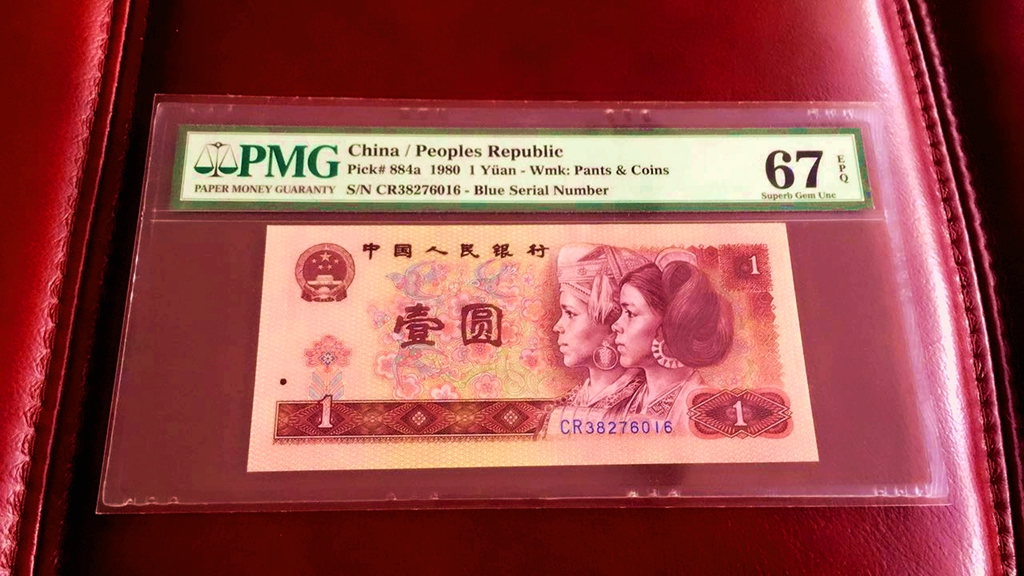 PMG
PAPER MONEY GUARANTY
China / Peoples Republic
Pick# 884a 1980 1 Yüan - Wmk: Pants & Coins
S/N CR38276016 - Blue Serial Number
67
EPQ
Superb Gem Unc
中国人民银行
1
壹圆
1
CR38276016
1